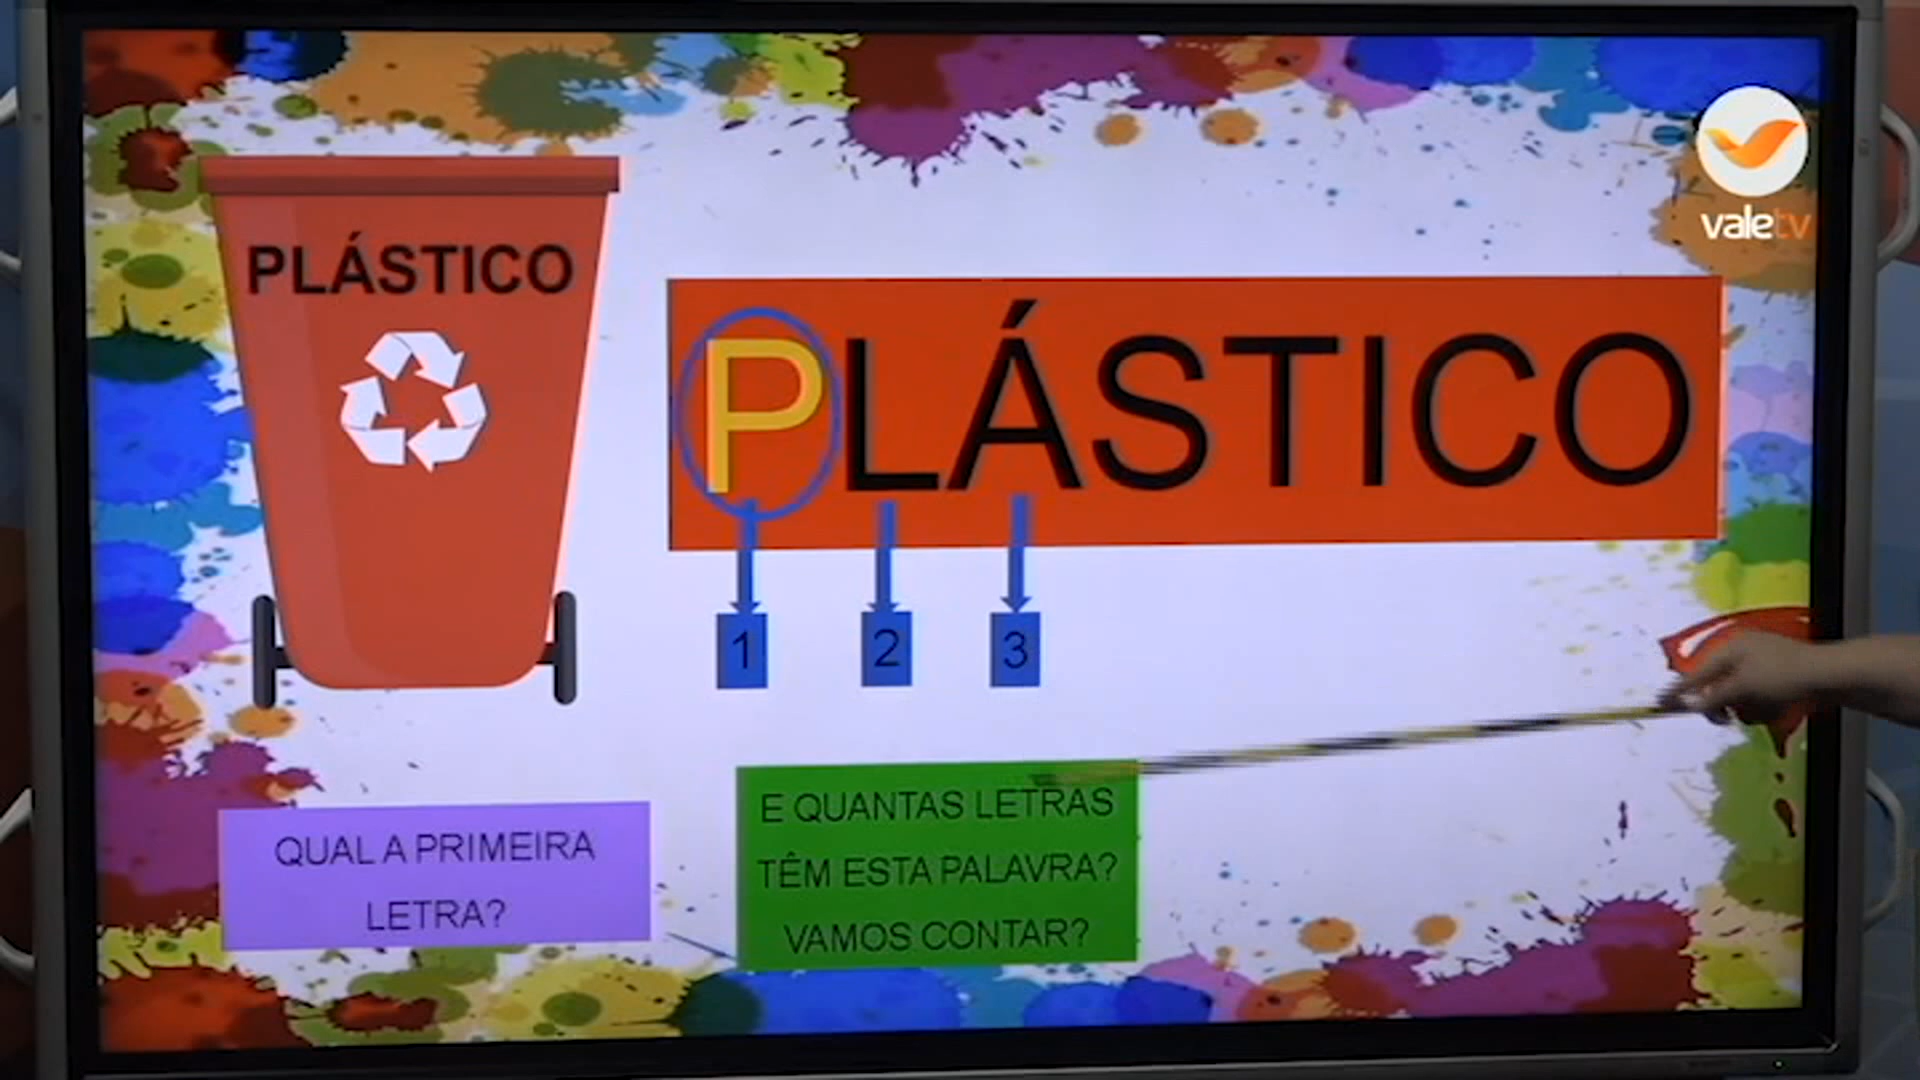 valetv
PLÁSTICO
PLÁSTICO
1 2 3
QUAL A PRIMEIRA
LETRA?
E QUANTAS LETRAS
TÊM ESTA PALAVRA?
VAMOS CONTAR?